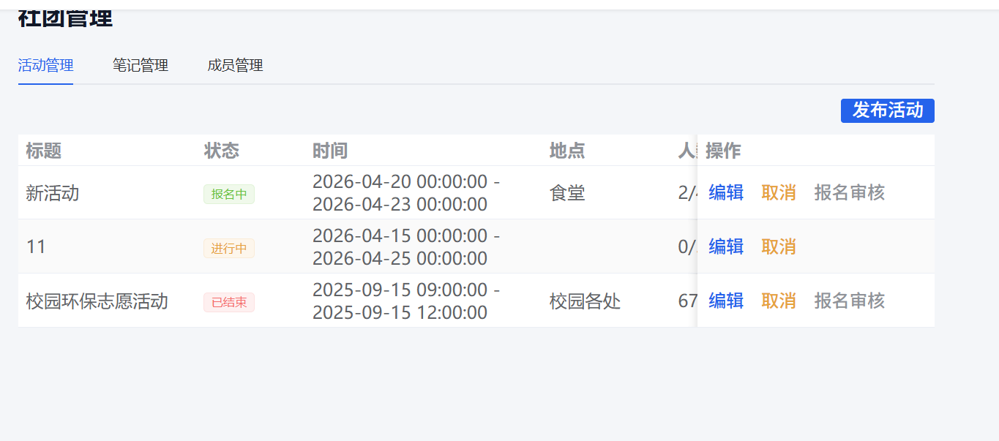 社团管理
活动管理 笔记管理 成员管理
发布活动
标题 状态 时间 地点 人 操作
新活动 报名中 2026-04-20 00:00:00 - 2026-04-23 00:00:00 食堂 2/ 编辑 取消 报名审核
11 进行中 2026-04-15 00:00:00 - 2026-04-25 00:00:00 0/ 编辑 取消
校园环保志愿活动 已结束 2025-09-15 09:00:00 - 2025-09-15 12:00:00 校园各处 67 编辑 取消 报名审核